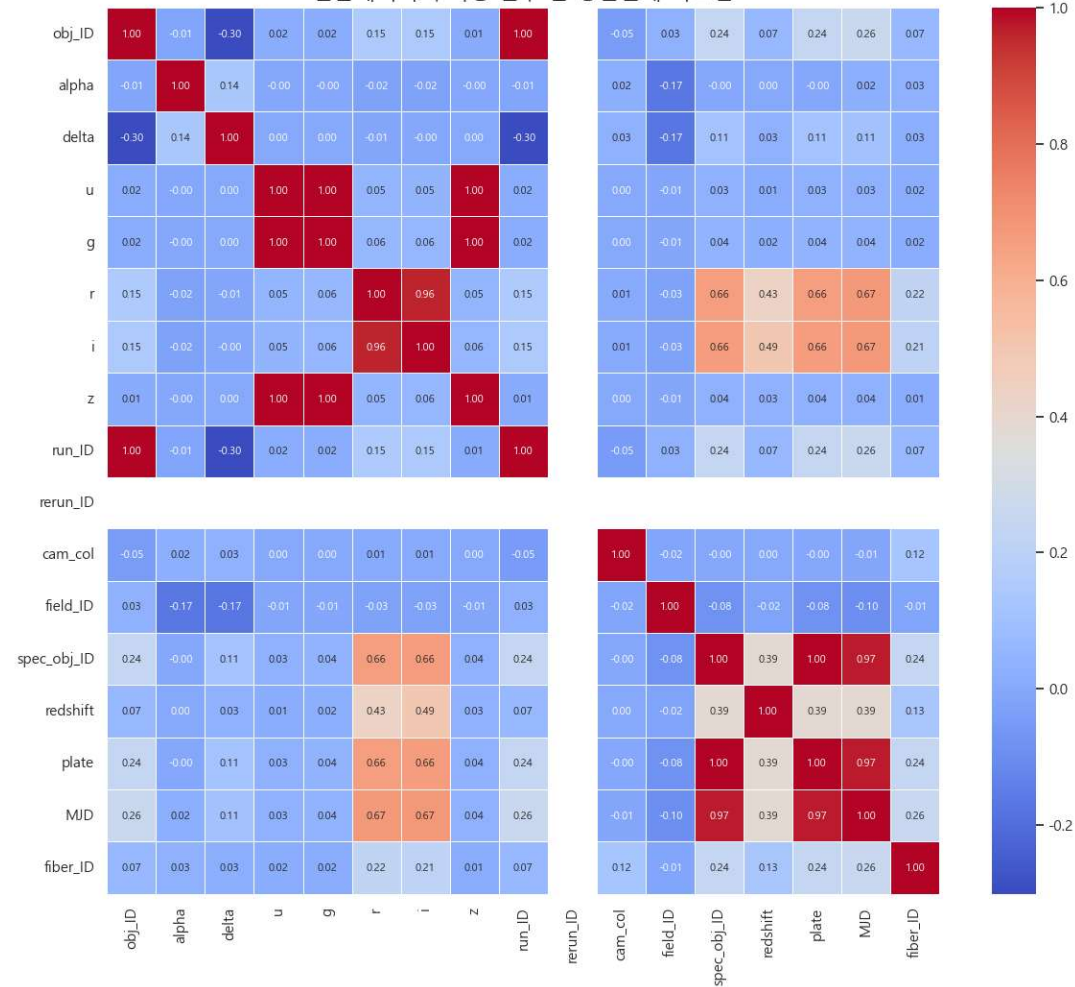 obj_ID 1.00 -0.01 -0.30 0.02 0.02 0.15 0.15 0.01 1.00 -0.05 0.03 0.24 0.07 0.24 0.26 0.07
alpha -0.01 1.00 0.14 -0.00 -0.00 -0.02 -0.02 -0.00 -0.01 0.02 -0.17 -0.00 0.00 -0.00 0.02 0.03
delta -0.30 0.14 1.00 0.00 0.00 -0.01 -0.00 0.00 -0.30 0.03 -0.17 0.11 0.03 0.11 0.11 0.03
u 0.02 -0.00 0.00 1.00 1.00 0.05 0.05 1.00 0.02 0.00 -0.01 0.03 0.01 0.03 0.03 0.02
g 0.02 -0.00 0.00 1.00 1.00 0.06 0.06 1.00 0.02 0.00 -0.01 0.04 0.02 0.04 0.04 0.02
r 0.15 -0.02 -0.01 0.05 0.06 1.00 0.96 0.05 0.15 0.01 -0.03 0.66 0.43 0.66 0.67 0.22
i 0.15 -0.02 -0.00 0.05 0.06 0.96 1.00 0.06 0.15 0.01 -0.03 0.66 0.49 0.66 0.67 0.21
z 0.01 -0.00 0.00 1.00 1.00 0.05 0.06 1.00 0.01 0.00 -0.01 0.04 0.03 0.04 0.04 0.01
run_ID 1.00 -0.01 -0.30 0.02 0.02 0.15 0.15 0.01 1.00 -0.05 0.03 0.24 0.07 0.24 0.26 0.07
rerun_ID
cam_col -0.05 0.02 0.03 0.00 0.00 0.01 0.01 0.00 -0.05 1.00 -0.02 -0.00 0.00 -0.00 -0.01 0.12
field_ID 0.03 -0.17 -0.17 -0.01 -0.01 -0.03 -0.03 -0.01 0.03 -0.02 1.00 -0.08 -0.02 -0.08 -0.10 -0.01
spec_obj_ID 0.24 -0.00 0.11 0.03 0.04 0.66 0.66 0.04 0.24 -0.00 -0.08 1.00 0.39 1.00 0.97 0.24
redshift 0.07 0.00 0.03 0.01 0.02 0.43 0.49 0.03 0.07 0.00 -0.02 0.39 1.00 0.39 0.39 0.13
plate 0.24 -0.00 0.11 0.03 0.04 0.66 0.66 0.04 0.24 -0.00 -0.08 1.00 0.39 1.00 0.97 0.24
MJD 0.26 0.02 0.11 0.03 0.04 0.67 0.67 0.04 0.26 -0.01 -0.10 0.97 0.39 0.97 1.00 0.26
fiber_ID 0.07 0.03 0.03 0.02 0.02 0.22 0.21 0.01 0.07 0.12 -0.01 0.24 0.13 0.24 0.26 1.00
obj_ID alpha delta u g r i z run_ID rerun_ID cam_col field_ID spec_obj_ID redshift plate MJD fiber_ID
1.0
0.8
0.6
0.4
0.2
0.0
-0.2